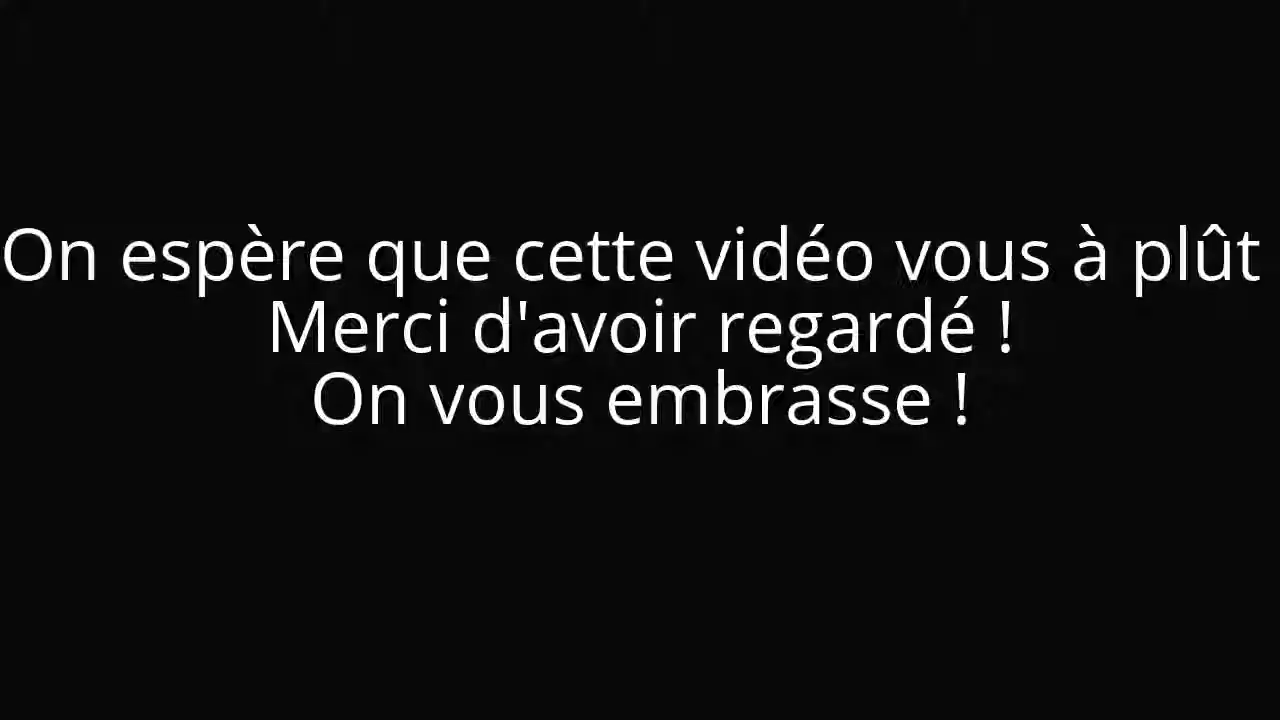 On espère que cette vidéo vous à plût
Merci d'avoir regardé !
On vous embrasse !